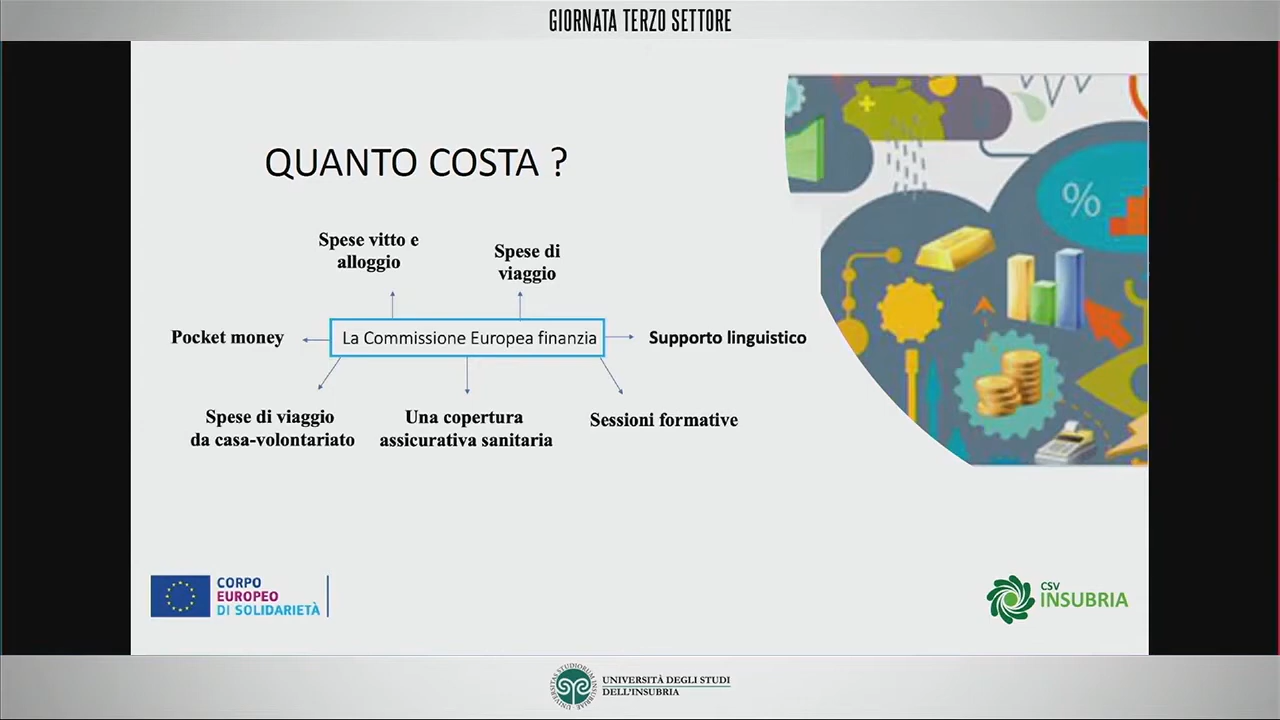 GIORNATA TERZO SETTORE
QUANTO COSTA ?
Spese vitto e
alloggio
Spese di
viaggio
Pocket money
La Commissione Europea finanzia
Supporto linguistico
Spese di viaggio
da casa-volontariato
Una copertura
assicurativa sanitaria
Sessioni formative
%
CORPO
EUROPEO
DI SOLIDARIETÀ
CSV
INSUBRIA
UNIVERSITÀ DEGLI STUDI
DELL'INSUBRIA